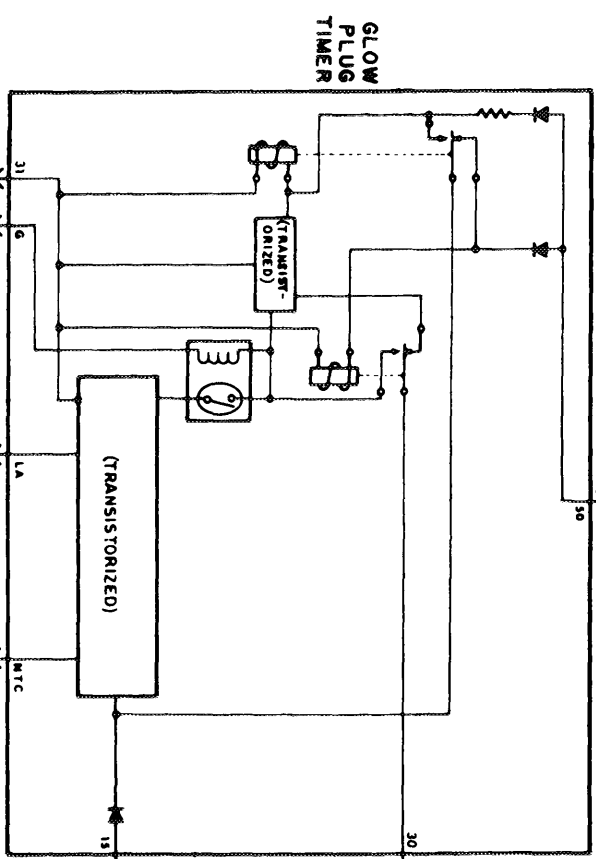 GLOW
PLUG
TIMER
31
G
LA
NTC
(TRANSIST-
ORIZED)
(TRANSISTORIZED)
50
30
15